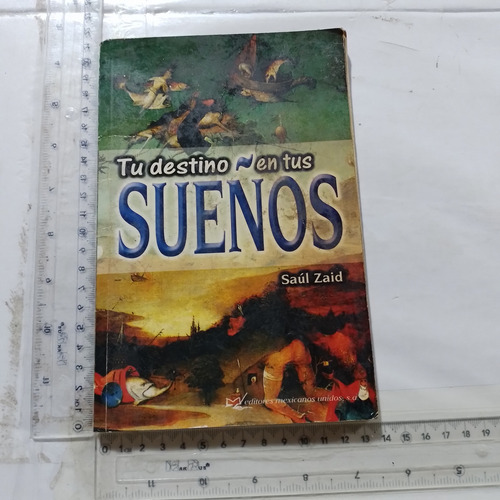 Tu destino en tus
SUEÑOS
Saúl Zaid
editores mexicanos unidos, s.a.